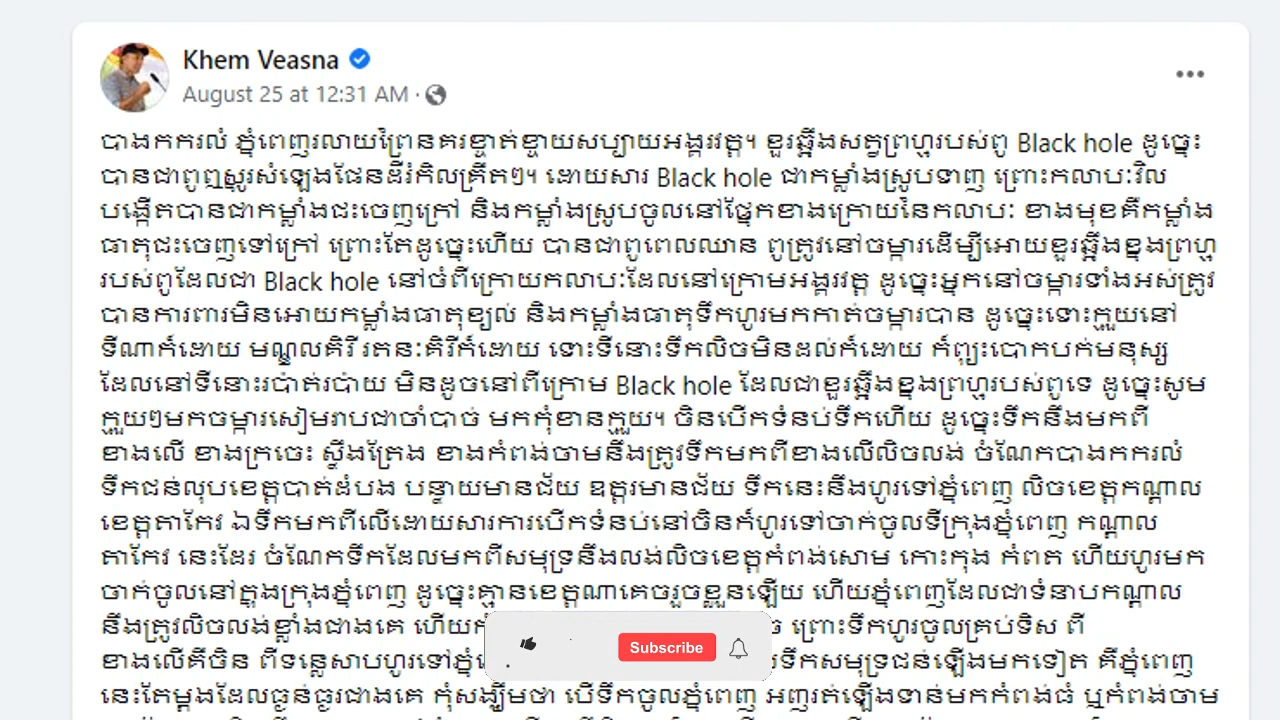 Khem Veasna
August 25 at 12:31 AM ·
បាងកករលំ ភ្នំពេញរលាយព្រៃនគរខ្ចាត់ខ្ចាយសប្បាយអង្គរវត្ត។ ខួរឆ្អឹងសត្វព្រហ្មរបស់ពូ Black hole ដូច្នេះ
បានជាពូឮស្នូរសំឡេងផែនដីរំកិលគ្រឺតៗ។ ដោយសារ Black hole ជាកម្លាំងស្រូបទាញ ព្រោះកលាបៈវិល
បង្កើតបានជាកម្លាំងជះចេញក្រៅ និងកម្លាំងស្រូបចូលនៅផ្នែកខាងក្រោយនៃកលាបៈ ខាងមុខគឺកម្លាំង
ធាតុជះចេញទៅក្រៅ ព្រោះតែដូច្នេះហើយ បានជាពូពេលឈាន ពូត្រូវនៅចម្ការដើម្បីអោយខួរឆ្អឹងខ្នងព្រហ្ម
របស់ពូដែលជា Black hole នៅចំពីក្រោយកលាបៈដែលនៅក្រោមអង្គរវត្ត ដូច្នេះអ្នកនៅចម្ការទាំងអស់ត្រូវ
បានការពារមិនអោយកម្លាំងធាតុខ្យល់ និងកម្លាំងធាតុទឹកហូរមកកាត់ចម្ការបាន ដូច្នេះទោះក្មួយនៅ
ទីណាក៍ដោយ មណ្ឌលគិរី រតនៈគិរីក៍ដោយ ទោះទីនោះទឹកលិចមិនដល់ក៍ដោយ ក៍ព្យុះបោកបក់មនុស្ស
ដែលនៅទីនោះរប៉ាត់រប៉ាយ មិនដូចនៅពីក្រោម Black hole ដែលជាខួរឆ្អឹងខ្នងព្រហ្មរបស់ពូទេ ដូច្នេះសូម
ក្មួយៗមកចម្ការសៀមរាបជាចាំបាច់ មកកុំខានក្មួយ។ ចិនបើកទំនប់ទឹកហើយ ដូច្នេះទឹកនឹងមកពី
ខាងលើ ខាងក្រចេះ ស្ទឹងត្រែង ខាងកំពង់ចាមនឹងត្រូវទឹកមកពីខាងលើលិចលង់ ចំណែកបាងកករលំ
ទឹកជន់លុបខេត្តបាត់ដំបង បន្ទាយមានជ័យ ឧត្តរមានជ័យ ទឹកនេះនឹងហូរទៅភ្នំពេញ លិចខេត្តកណ្តាល
ខេត្តតាកែវ ឯទឹកមកពីលើដោយសារការបើកទំនប់នៅចិនក៍ហូរទៅចាក់ចូលទីក្រុងភ្នំពេញ កណ្តាល
តាកែវ នេះដែរ ចំណែកទឹកដែលមកពីសមុទ្រនឹងលង់លិចខេត្តកំពង់សោម កោះកុង កំពត ហើយហូរមក
ចាក់ចូលនៅក្នុងក្រុងភ្នំពេញ ដូច្នេះគ្មានខេត្តណាគេចរួចខ្លួនឡើយ ហើយភ្នំពេញដែលជាទំនាបកណ្តាល
នឹងត្រូវលិចលង់ខ្លាំងជាងគេ ហើយ ព្រោះទឹកហូរចូលគ្រប់ទិស ពី
ខាងលើគឺចិន ពីទន្លេសាបហូរទៅភ្នំ ទឹកសមុទ្រជន់ឡើងមកទៀត គឺភ្នំពេញ
នេះតែម្តងដែលធ្ងន់ធ្ងរជាងគេ កុំសង្ឃឹមថា បើទឹកចូលភ្នំពេញ អញរត់ឡើងទាន់មកកំពង់ធំ ឬកំពង់ចាម
Subscribe